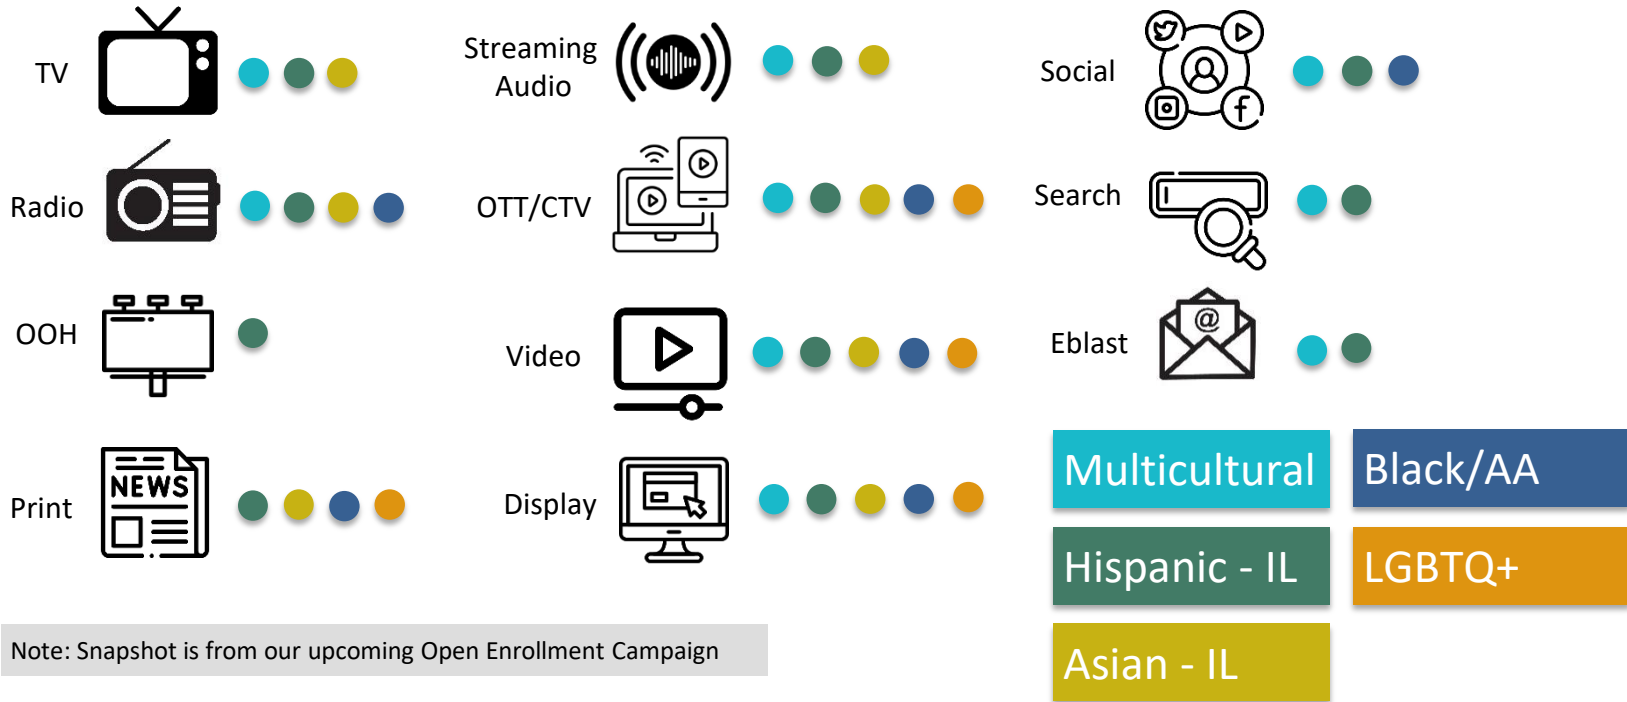 TV
Radio
OOH
Print
NEWS
Streaming
Audio
OTT/CTV
Video
Display
Social
f
Search
Eblast
@
Multicultural
Black/AA
Hispanic - IL
LGBTQ+
Asian - IL
Note: Snapshot is from our upcoming Open Enrollment Campaign